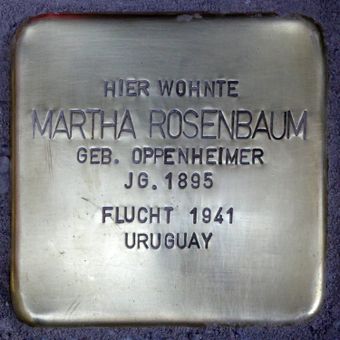 HIER WOHNTE
MARTHA ROSENBAUM
GEB. OPPENHEIMER
JG. 1895
FLUCHT 1941
URUGUAY